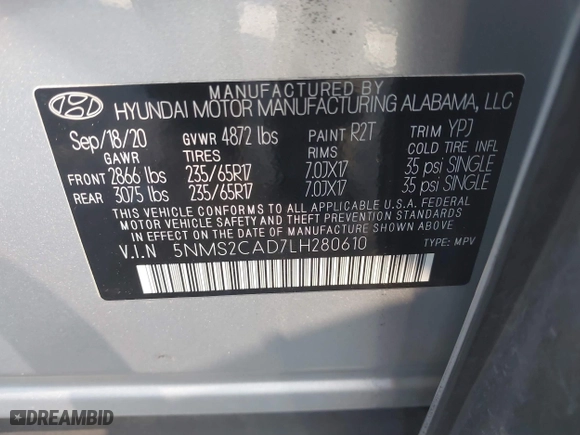 MANUFACTURED BY
HYUNDAI MOTOR MANUFACTURING ALABAMA, LLC
Sep/18/20 GVWR 4872 lbs PAINT R2T TRIM YPJ
GAWR TIRES RIMS COLD TIRE INFL
FRONT 2866 lbs 235/65R17 7.0JX17 35 psi SINGLE
REAR 3075 lbs 235/65R17 7.0JX17 35 psi SINGLE
THIS VEHICLE CONFORMS TO ALL APPLICABLE U.S.A. FEDERAL
MOTOR VEHICLE SAFETY AND THEFT PREVENTION STANDARDS
IN EFFECT ON THE DATE OF MANUFACTURE SHOWN ABOVE.
V.I.N 5NMS2CAD7LH280610 TYPE: MPV
DREAMBID